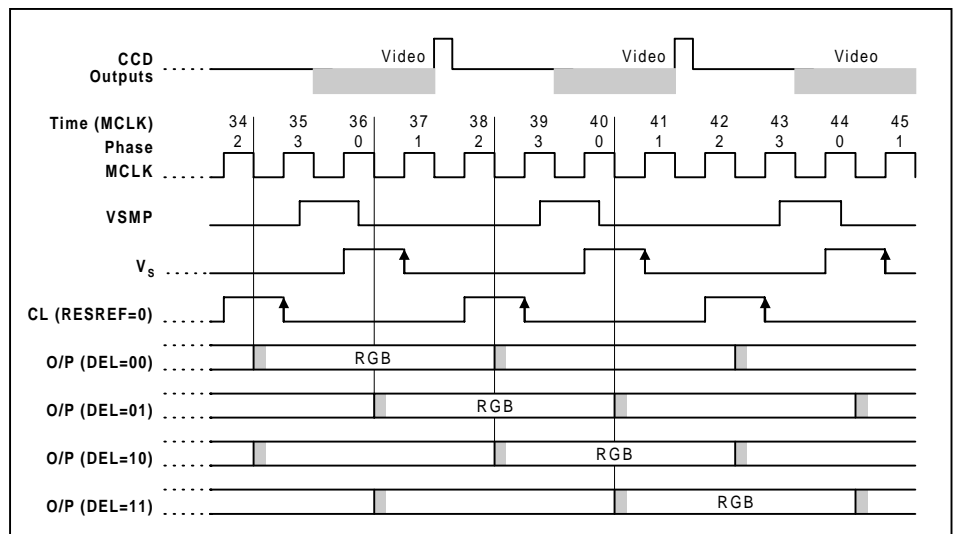 CCD Outputs Video Video Video
Time (MCLK) 34 35 36 37 38 39 40 41 42 43 44 45
Phase 2 3 0 1 2 3 0 1 2 3 0 1
MCLK
VSMP
VS
CL (RESREF=0)
O/P (DEL=00) RGB
O/P (DEL=01) RGB
O/P (DEL=10) RGB
O/P (DEL=11) RGB